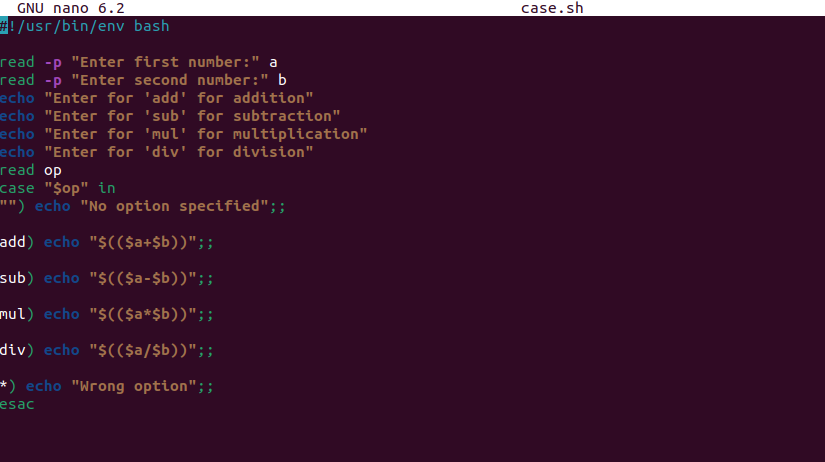 GNU nano 6.2 case.sh
#!/usr/bin/env bash
read -p "Enter first number:" a
read -p "Enter second number:" b
echo "Enter for 'add' for addition"
echo "Enter for 'sub' for subtraction"
echo "Enter for 'mul' for multiplication"
echo "Enter for 'div' for division"
read op
case "$op" in
"") echo "No option specified";;
add) echo "$(($a+$b))";;
sub) echo "$(($a-$b))";;
mul) echo "$(($a*$b))";;
div) echo "$(($a/$b))";;
*) echo "Wrong option";;
esac